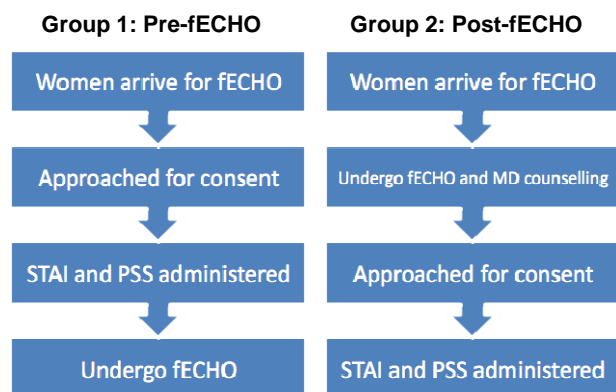 Group 1: Pre-fECHO
Women arrive for fECHO
Approached for consent
STAI and PSS administered
Undergo fECHO
Group 2: Post-fECHO
Women arrive for fECHO
Undergo fECHO and MD counselling
Approached for consent
STAI and PSS administered